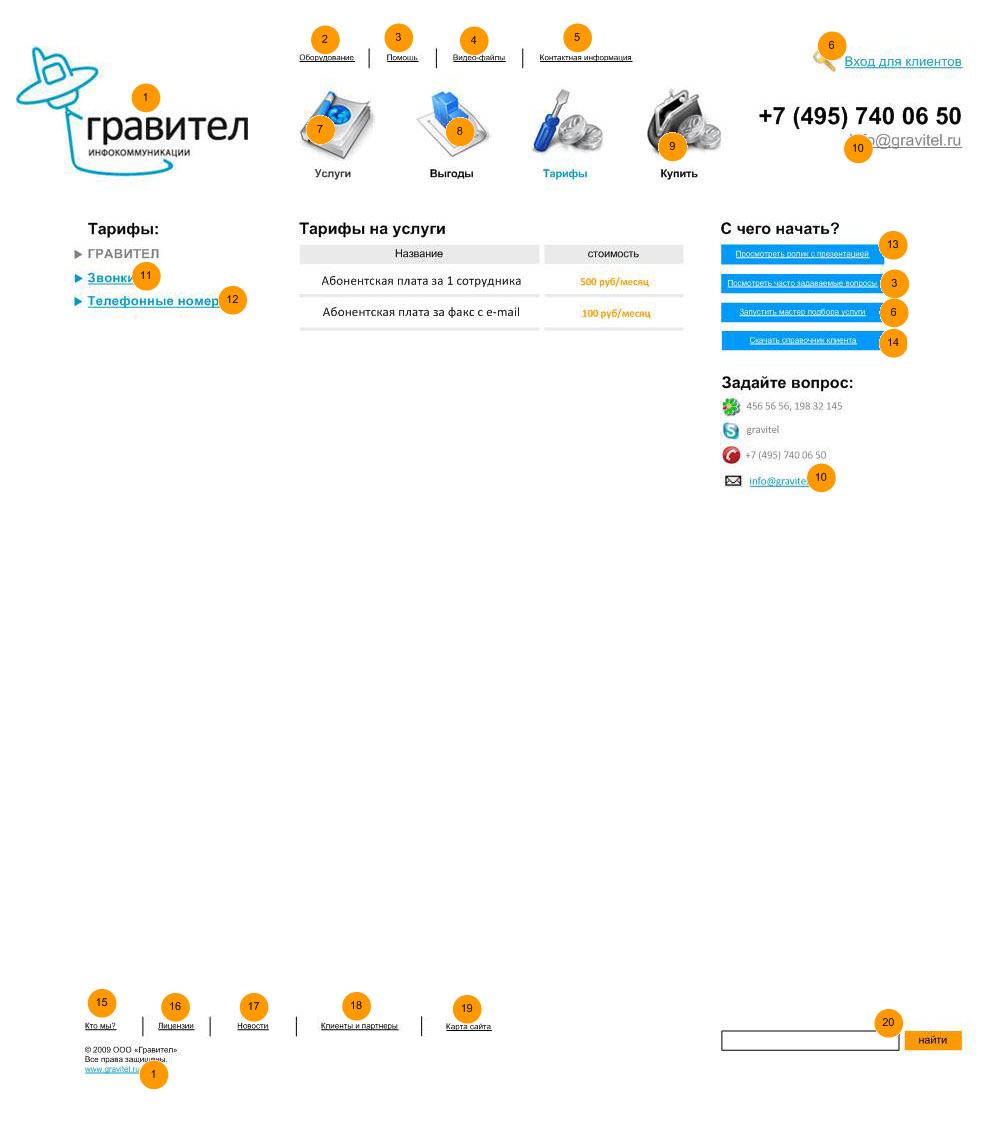 2
3
4
5
6
Оборудование
Помощь
Видео-файлы
Контактная информация
Вход для клиентов
1
гравител
ИНФОКОММУНИКАЦИИ
7
8
9
+7 (495) 740 06 50
10
@gravitel.ru
Услуги
Выгоды
Тарифы
Купить
Тарифы:
ГРАВИТЕЛ
Звонки
11
Телефонные номер
12
Тарифы на услуги
Название
стоимость
Абонентская плата за 1 сотрудника
500 руб/месяц
Абонентская плата за факс с e-mail
100 руб/месяц
С чего начать?
Просмотреть ролик с презентацией
13
Посмотреть часто задаваемые вопросы
3
Запустить мастер подбора услуги
6
Скачать справочник клиента
14
Задайте вопрос:
456 56 56, 198 32 145
gravitel
+7 (495) 740 06 50
info@gravite
10
15
16
17
18
19
Кто мы?
Лицензии
Новости
Клиенты и партнеры
Карта сайта
20
найти
© 2009 ООО «Гравител»
Все права защищены.
www.gravitel.ru
1